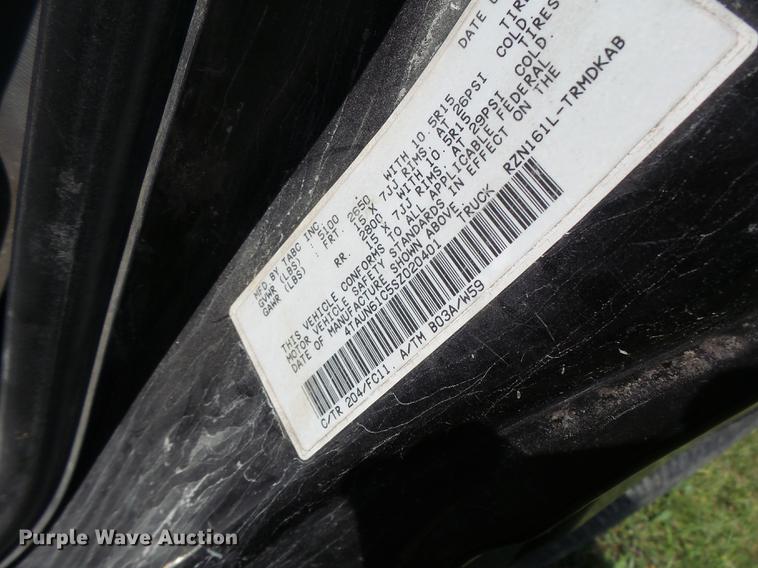 MFD BY TABC INC DATE O
GVWR (LBS) : 5100
GAWR (LBS) : FRT. 2650 WITH 10.5R15 TIRE
15 X 7JJ RIMS, AT 26PSI COLD.
RR. 2800 WITH 10.5R15 TIRES
15 X 7JJ RIMS, AT 29PSI COLD.
THIS VEHICLE CONFORMS TO ALL APPLICABLE FEDERAL
MOTOR VEHICLE SAFETY STANDARDS IN EFFECT ON THE
DATE OF MANUFACTURE SHOWN ABOVE.
4TAUN61C5SZ020401 TRUCK RZN161L-TRMDKAB
C/TR 204/FC11. A/TM B03A/W59
Purple Wave Auction